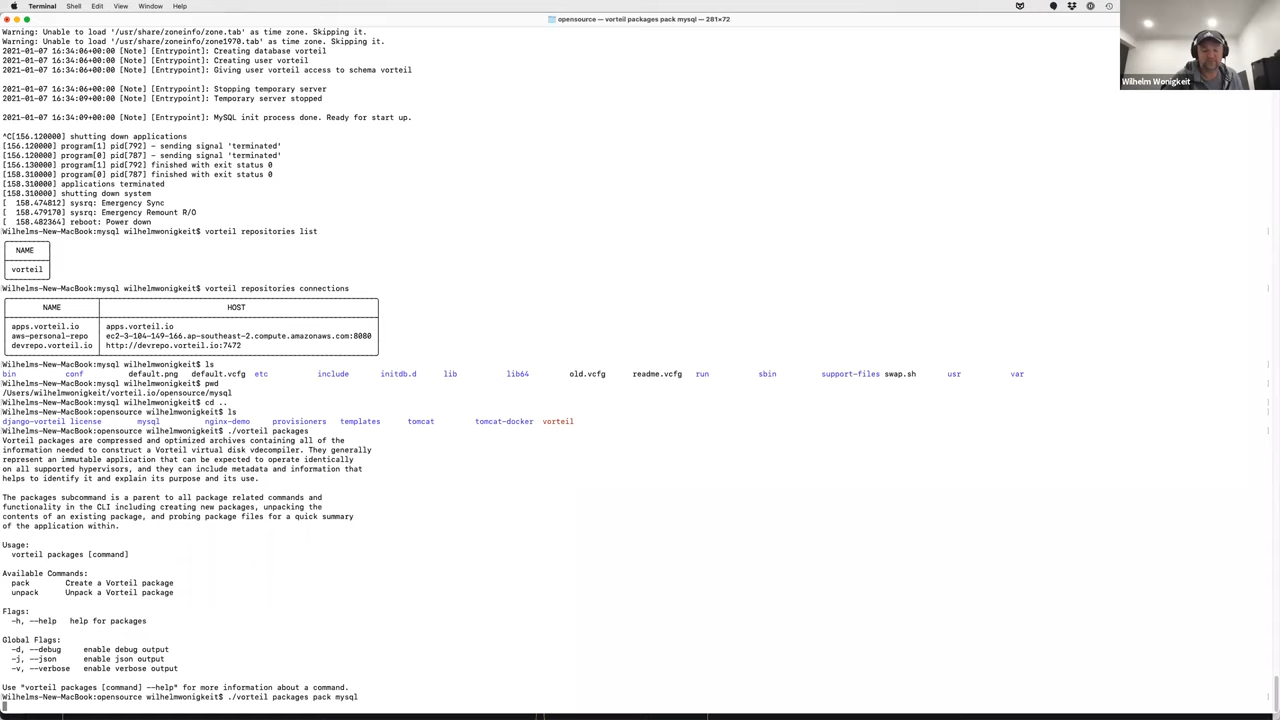 Terminal Shell Edit View Window Help
opensource — vorteil packages pack mysql — 281×72
Wilhelm Wonigkeit
Warning: Unable to load '/usr/share/zoneinfo/zone.tab' as time zone. Skipping it.
Warning: Unable to load '/usr/share/zoneinfo/zone1970.tab' as time zone. Skipping it.
2021-01-07 16:34:06+00:00 [Note] [Entrypoint]: Creating database vorteil
2021-01-07 16:34:06+00:00 [Note] [Entrypoint]: Creating user vorteil
2021-01-07 16:34:06+00:00 [Note] [Entrypoint]: Giving user vorteil access to schema vorteil
2021-01-07 16:34:06+00:00 [Note] [Entrypoint]: Stopping temporary server
2021-01-07 16:34:09+00:00 [Note] [Entrypoint]: Temporary server stopped
2021-01-07 16:34:09+00:00 [Note] [Entrypoint]: MySQL init process done. Ready for start up.
^C[156.120000] shutting down applications
[156.120000] program[1] pid[792] - sending signal 'terminated'
[156.120000] program[0] pid[787] - sending signal 'terminated'
[156.130000] program[1] pid[792] finished with exit status 0
[158.310000] program[0] pid[787] finished with exit status 0
[158.310000] applications terminated
[158.310000] shutting down system
[ 158.474812] sysrq: Emergency Sync
[ 158.479170] sysrq: Emergency Remount R/O
[ 158.482364] reboot: Power down
Wilhelms-New-MacBook:mysql wilhelmwonigkeit$ vorteil repositories list
NAME
vorteil
Wilhelms-New-MacBook:mysql wilhelmwonigkeit$ vorteil repositories connections
NAME HOST
apps.vorteil.io apps.vorteil.io
aws-personal-repo ec2-3-104-149-166.ap-southeast-2.compute.amazonaws.com:8080
devrepo.vorteil.io http://devrepo.vorteil.io:7472
Wilhelms-New-MacBook:mysql wilhelmwonigkeit$ ls
bin conf default.png default.vcfg etc include initdb.d lib lib64 old.vcfg readme.vcfg run sbin support-files swap.sh usr var
Wilhelms-New-MacBook:mysql wilhelmwonigkeit$ pwd
/Users/wilhelmwonigkeit/vorteil.io/opensource/mysql
Wilhelms-New-MacBook:mysql wilhelmwonigkeit$ cd ..
Wilhelms-New-MacBook:opensource wilhelmwonigkeit$ ls
django-vorteil license mysql nginx-demo provisioners templates tomcat tomcat-docker vorteil
Wilhelms-New-MacBook:opensource wilhelmwonigkeit$ ./vorteil packages
Vorteil packages are compressed and optimized archives containing all of the
information needed to construct a Vorteil virtual disk vdecompiler. They generally
represent an immutable application that can be expected to operate identically
on all supported hypervisors, and they can include metadata and information that
helps to identify it and explain its purpose and its use.
The packages subcommand is a parent to all package related commands and
functionality in the CLI including creating new packages, unpacking the
contents of an existing package, and probing package files for a quick summary
of the application within.
Usage:
vorteil packages [command]
Available Commands:
pack Create a Vorteil package
unpack Unpack a Vorteil package
Flags:
-h, --help help for packages
Global Flags:
-d, --debug enable debug output
-j, --json enable json output
-v, --verbose enable verbose output
Use "vorteil packages [command] --help" for more information about a command.
Wilhelms-New-MacBook:opensource wilhelmwonigkeit$ ./vorteil packages pack mysql